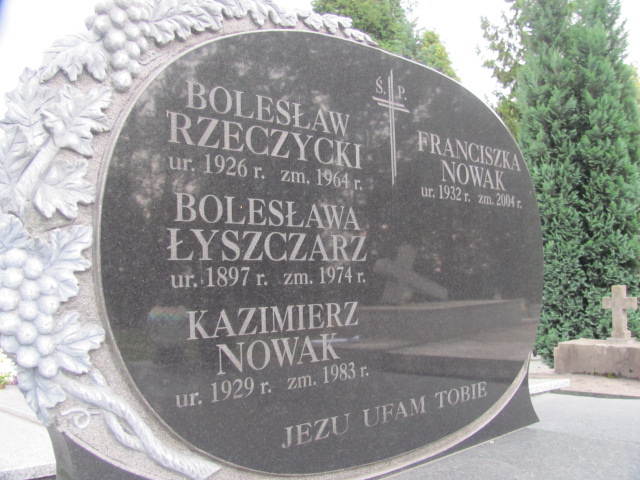 BOLESŁAW
RZECZYCKI
ur. 1926 r. zm. 1964 r.
BOLESŁAWA
ŁYSZCZARZ
ur. 1897 r. zm. 1974 r.
KAZIMIERZ
NOWAK
ur. 1929 r. zm. 1983 r.
Ś. P.
FRANCISZKA
NOWAK
ur. 1932 r. zm. 2004 r.
JEZU UFAM TOBIE